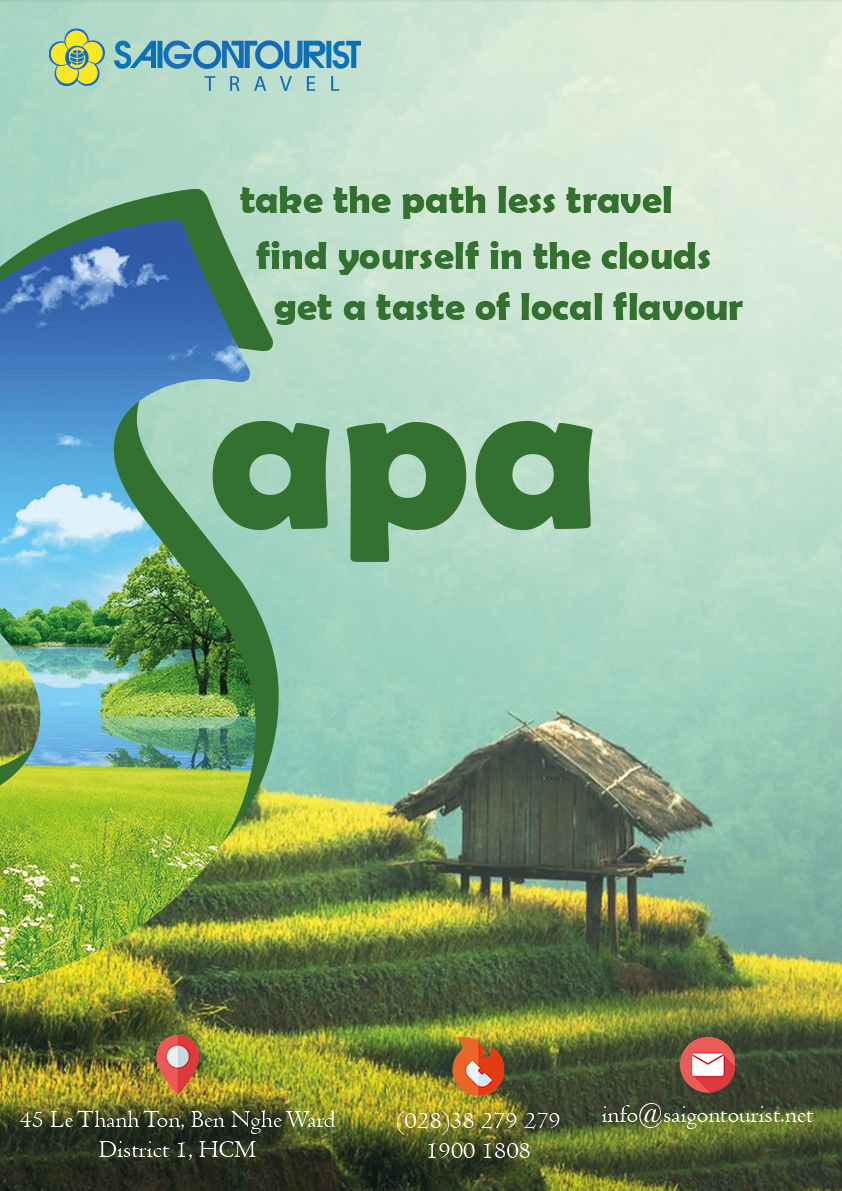 SAIGONTOURIST
TRAVEL
take the path less travel
find yourself in the clouds
get a taste of local flavour
Sapa
45 Le Thanh Ton, Ben Nghe Ward
District 1, HCM
(028)38 279 279
1900 1808
info@saigontourist.net